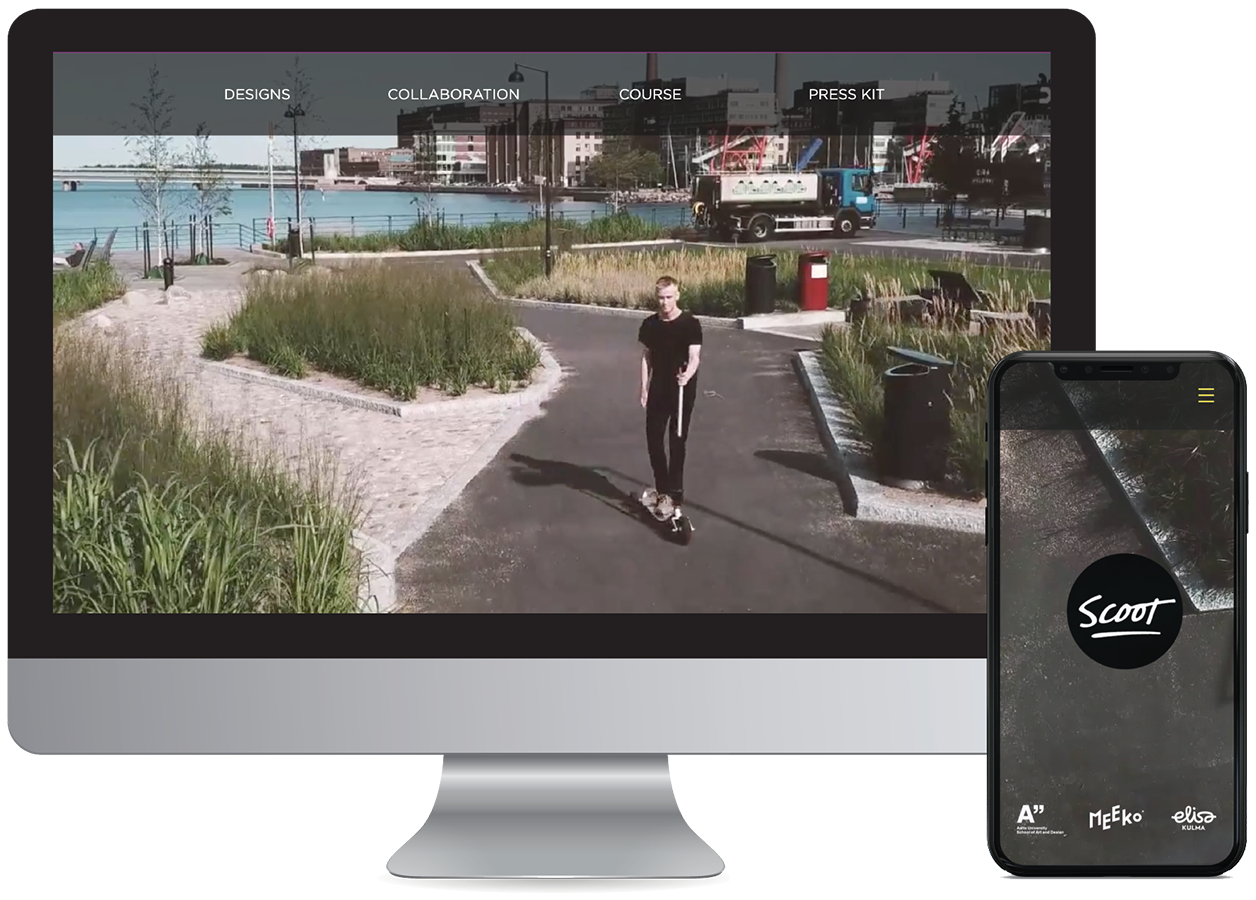 DESIGNS
COLLABORATION
COURSE
PRESS KIT
Scoot
A”
Aalto University
School of Art and Design
MEEKO
elisa
KULMA